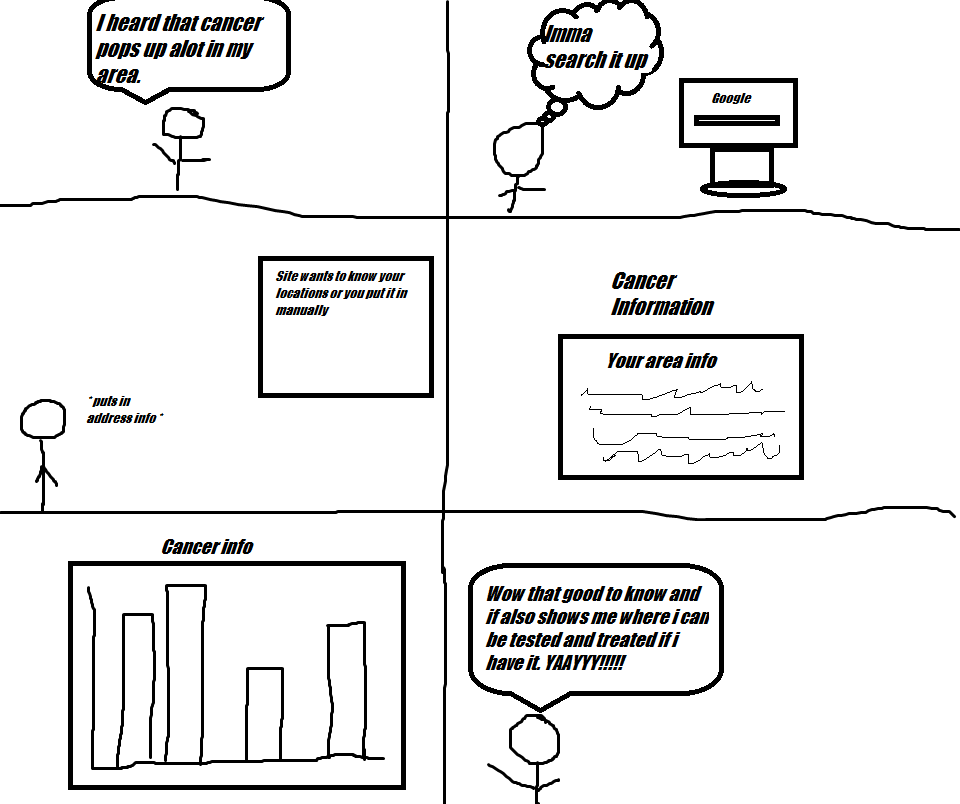 I heard that cancer
pops up alot in my
area.
Imma
search it up
Google
Site wants to know your
locations or you put it in
manually
*puts in
address info *
Cancer
Information
Your area info
Cancer info
Wow that good to know and
if also shows me where i can
be tested and treated if i
have it. YAAYYY!!!!!